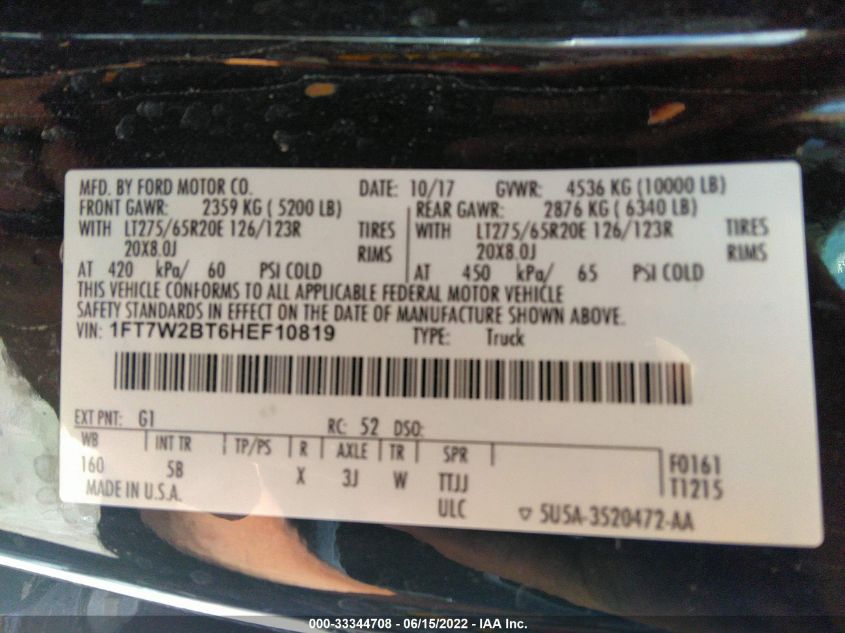 MFD. BY FORD MOTOR CO. DATE: 10/17 GVWR: 4536 KG (10000 LB)
FRONT GAWR: 2359 KG ( 5200 LB) REAR GAWR: 2876 KG ( 6340 LB)
WITH LT275/65R20E 126/123R TIRES WITH LT275/65R20E 126/123R TIRES
20X8.0J RIMS 20X8.0J RIMS
AT 420 kPa/ 60 PSI COLD AT 450 kPa/ 65 PSI COLD
THIS VEHICLE CONFORMS TO ALL APPLICABLE FEDERAL MOTOR VEHICLE
SAFETY STANDARDS IN EFFECT ON THE DATE OF MANUFACTURE SHOWN ABOVE.
VIN: 1FT7W2BT6HEF10819 TYPE: Truck
EXT PNT: G1 RC: 52 DSO:
WB INT TR TP/PS R AXLE TR SPR
160 5B X 3J W TTJJ F0161
MADE IN U.S.A. ULC T1215
5U5A-3520472-AA
000-33344708 - 06/15/2022 - IAA Inc.